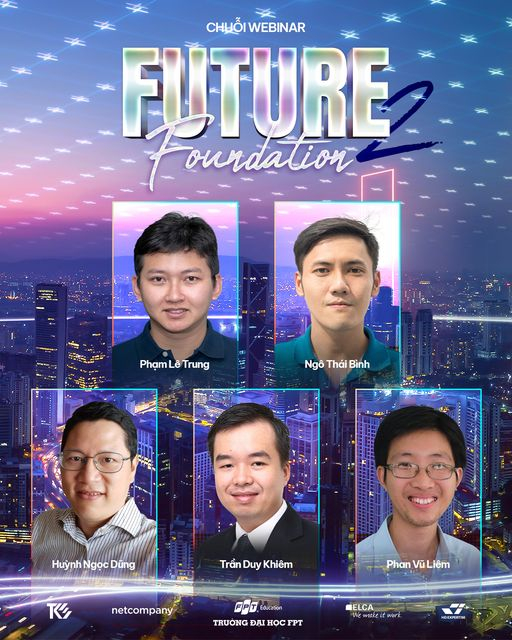 CHUỖI WEBINAR
FUTURE
Foundation 2
Phạm Lê Trung
Ngô Thái Bình
Huỳnh Ngọc Dũng
Trần Duy Khiêm
Phan Vũ Liêm
netcompany
FPT Education
TRƯỜNG ĐẠI HỌC FPT
ELCA
We make it work.